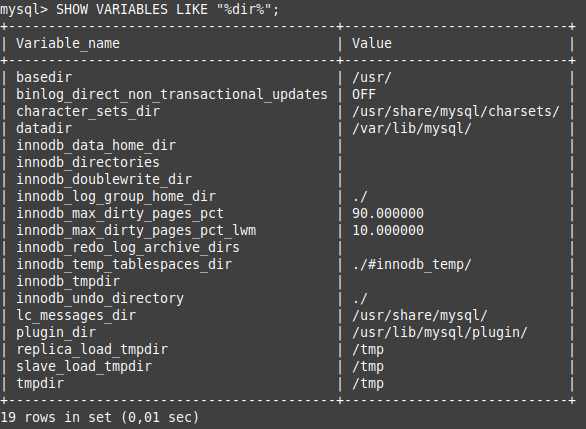 mysql> SHOW VARIABLES LIKE "%dir%";
+-----------------------------------------+----------------------------+
| Variable_name                           | Value                      |
+-----------------------------------------+----------------------------+
| basedir                                 | /usr/                      |
| binlog_direct_non_transactional_updates | OFF                        |
| character_sets_dir                      | /usr/share/mysql/charsets/ |
| datadir                                 | /var/lib/mysql/            |
| innodb_data_home_dir                    |                            |
| innodb_directories                      |                            |
| innodb_doublewrite_dir                  |                            |
| innodb_log_group_home_dir               | ./                         |
| innodb_max_dirty_pages_pct              | 90.000000                  |
| innodb_max_dirty_pages_pct_lwm          | 10.000000                  |
| innodb_redo_log_archive_dirs            |                            |
| innodb_temp_tablespaces_dir             | ./#innodb_temp/            |
| innodb_tmpdir                           |                            |
| innodb_undo_directory                   | ./                         |
| lc_messages_dir                         | /usr/share/mysql/          |
| plugin_dir                              | /usr/lib/mysql/plugin/     |
| replica_load_tmpdir                     | /tmp                       |
| slave_load_tmpdir                       | /tmp                       |
| tmpdir                                  | /tmp                       |
+-----------------------------------------+----------------------------+
19 rows in set (0,01 sec)